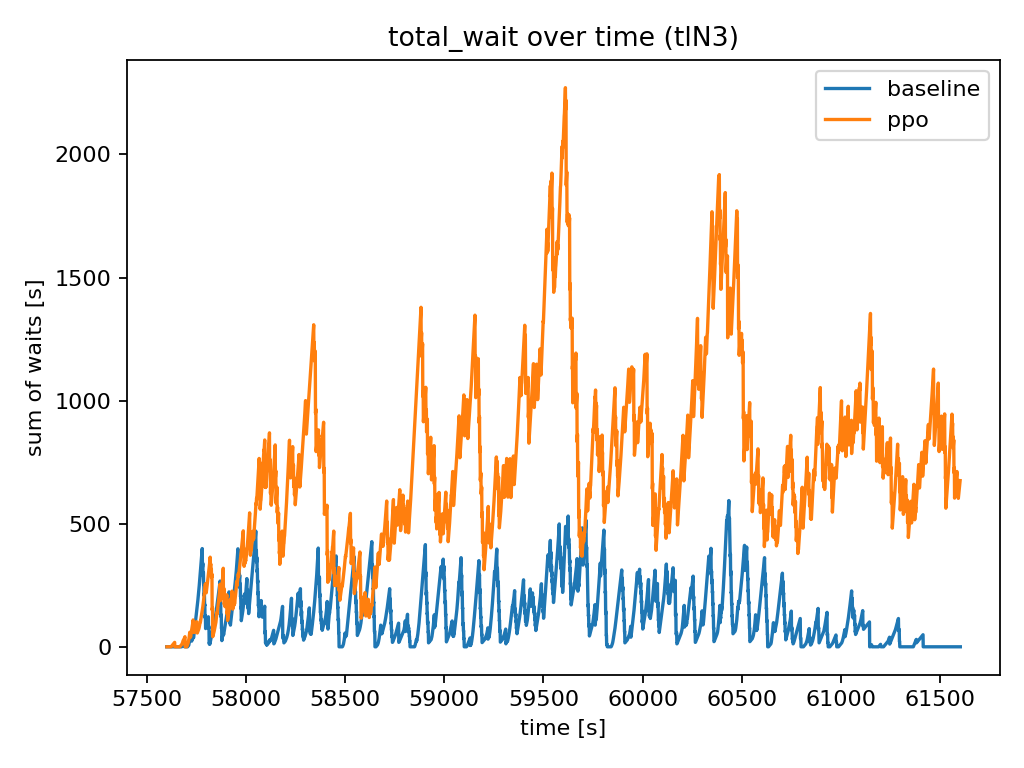 total_wait over time (tIN3)
baseline
ppo
sum of waits [s]
2000
1500
1000
500
0
57500 58000 58500 59000 59500 60000 60500 61000 61500
time [s]